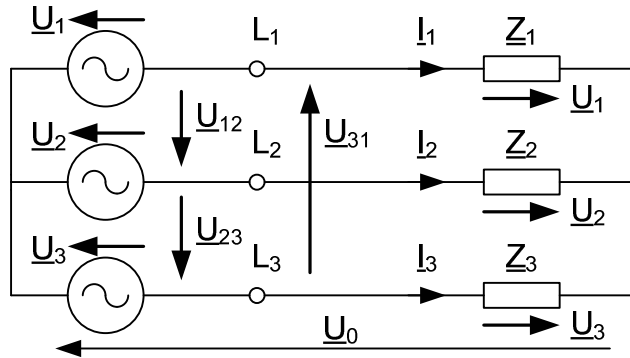 U1 L1 I1 Z1
U12 U1
U2 L2 U31 I2 Z2
U23 U2
U3 L3 I3 Z3
U0 U3